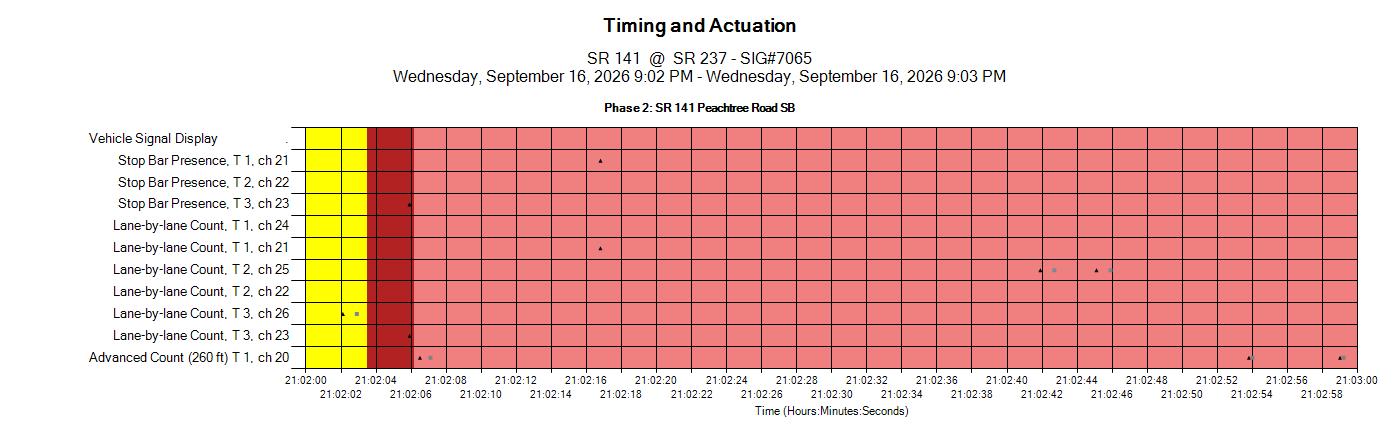 Timing and Actuation
SR 141 @ SR 237 - SIG#7065
Wednesday, September 16, 2026 9:02 PM - Wednesday, September 16, 2026 9:03 PM
Phase 2: SR 141 Peachtree Road SB
Vehicle Signal Display .
Stop Bar Presence, T 1, ch 21
Stop Bar Presence, T 2, ch 22
Stop Bar Presence, T 3, ch 23
Lane-by-lane Count, T 1, ch 24
Lane-by-lane Count, T 1, ch 21
Lane-by-lane Count, T 2, ch 25
Lane-by-lane Count, T 2, ch 22
Lane-by-lane Count, T 3, ch 26
Lane-by-lane Count, T 3, ch 23
Advanced Count (260 ft) T 1, ch 20
21:02:00 21:02:04 21:02:08 21:02:12 21:02:16 21:02:20 21:02:24 21:02:28 21:02:32 21:02:36 21:02:40 21:02:44 21:02:48 21:02:52 21:02:56 21:03:00
21:02:02 21:02:06 21:02:10 21:02:14 21:02:18 21:02:22 21:02:26 21:02:30 21:02:34 21:02:38 21:02:42 21:02:46 21:02:50 21:02:54 21:02:58
Time (Hours:Minutes:Seconds)